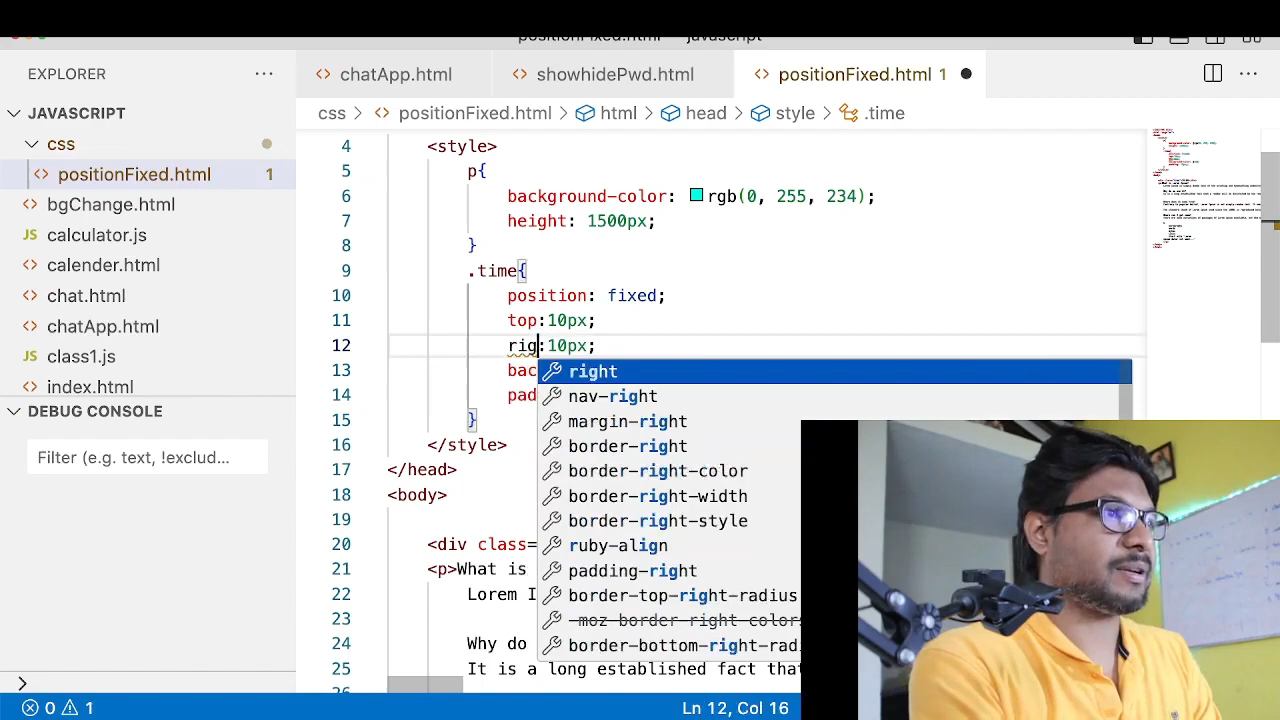 EXPLORER
JAVASCRIPT
css
positionFixed.html 1
bgChange.html
JS calculator.js
calender.html
chat.html
chatApp.html
JS class1.js
index.html
DEBUG CONSOLE
Filter (e.g. text, !exclud...
0 1
positionFixed.html — javascript
chatApp.html showhidePwd.html positionFixed.html 1
css > positionFixed.html > html > head > style > .time
4 <style>
5 p{
6 background-color: rgb(0, 255, 234);
7 height: 1500px;
8 }
9 .time{
10 position: fixed;
11 top:10px;
12 rig:10px;
13 bac
14 pad
15 }
16 </style>
17 </head>
18 <body>
19
20 <div class=
21 <p>What is
22 Lorem I
23
24 Why do
25 It is a long established fact that
right
nav-right
margin-right
border-right
border-right-color
border-right-width
border-right-style
ruby-align
padding-right
border-top-right-radius
-moz-border-right-colors
border-bottom-right-radi
Ln 12, Col 16